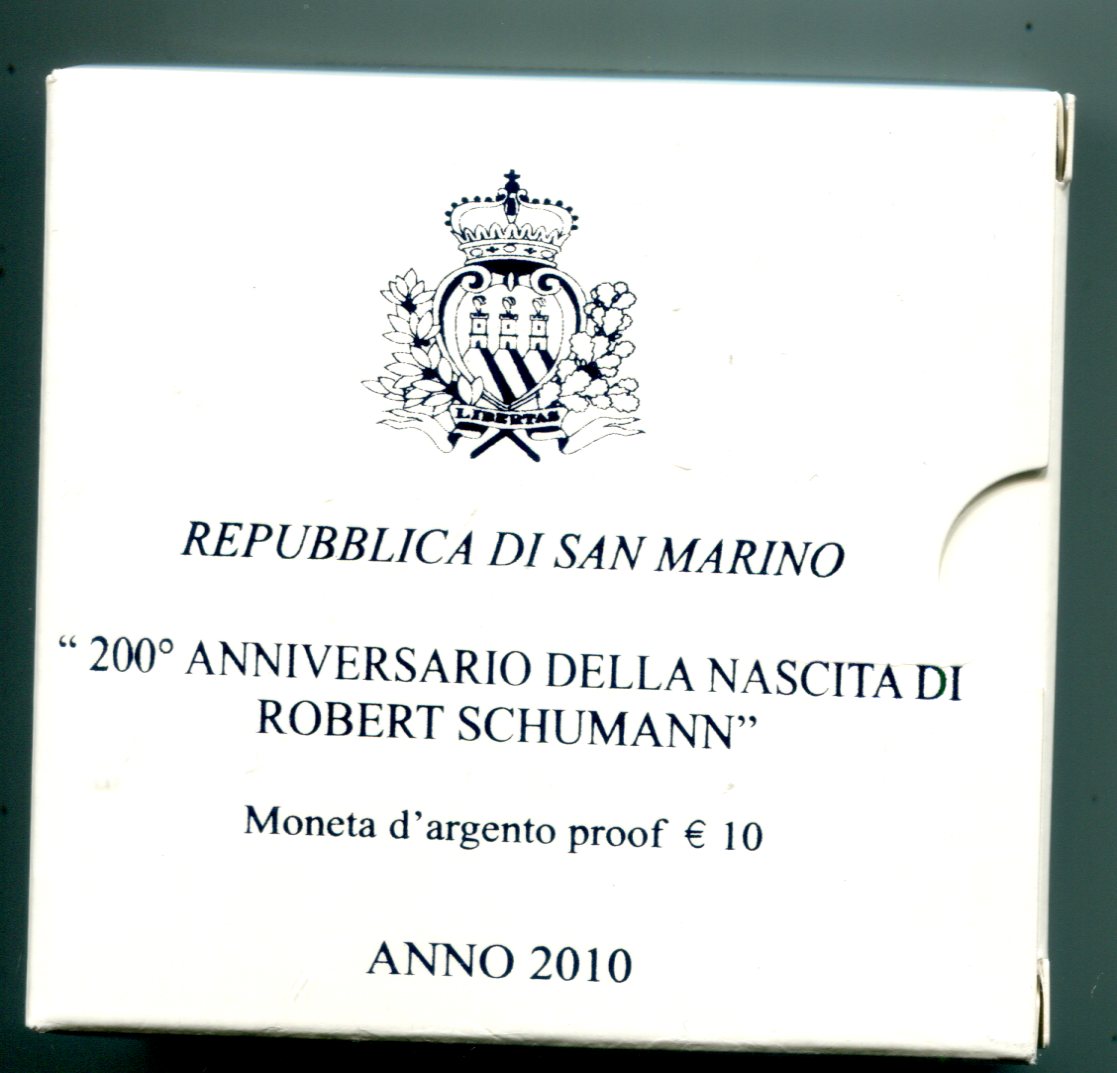 LIBERTAS
REPUBBLICA DI SAN MARINO
“ 200° ANNIVERSARIO DELLA NASCITA DI
ROBERT SCHUMANN”
Moneta d’argento proof € 10
ANNO 2010